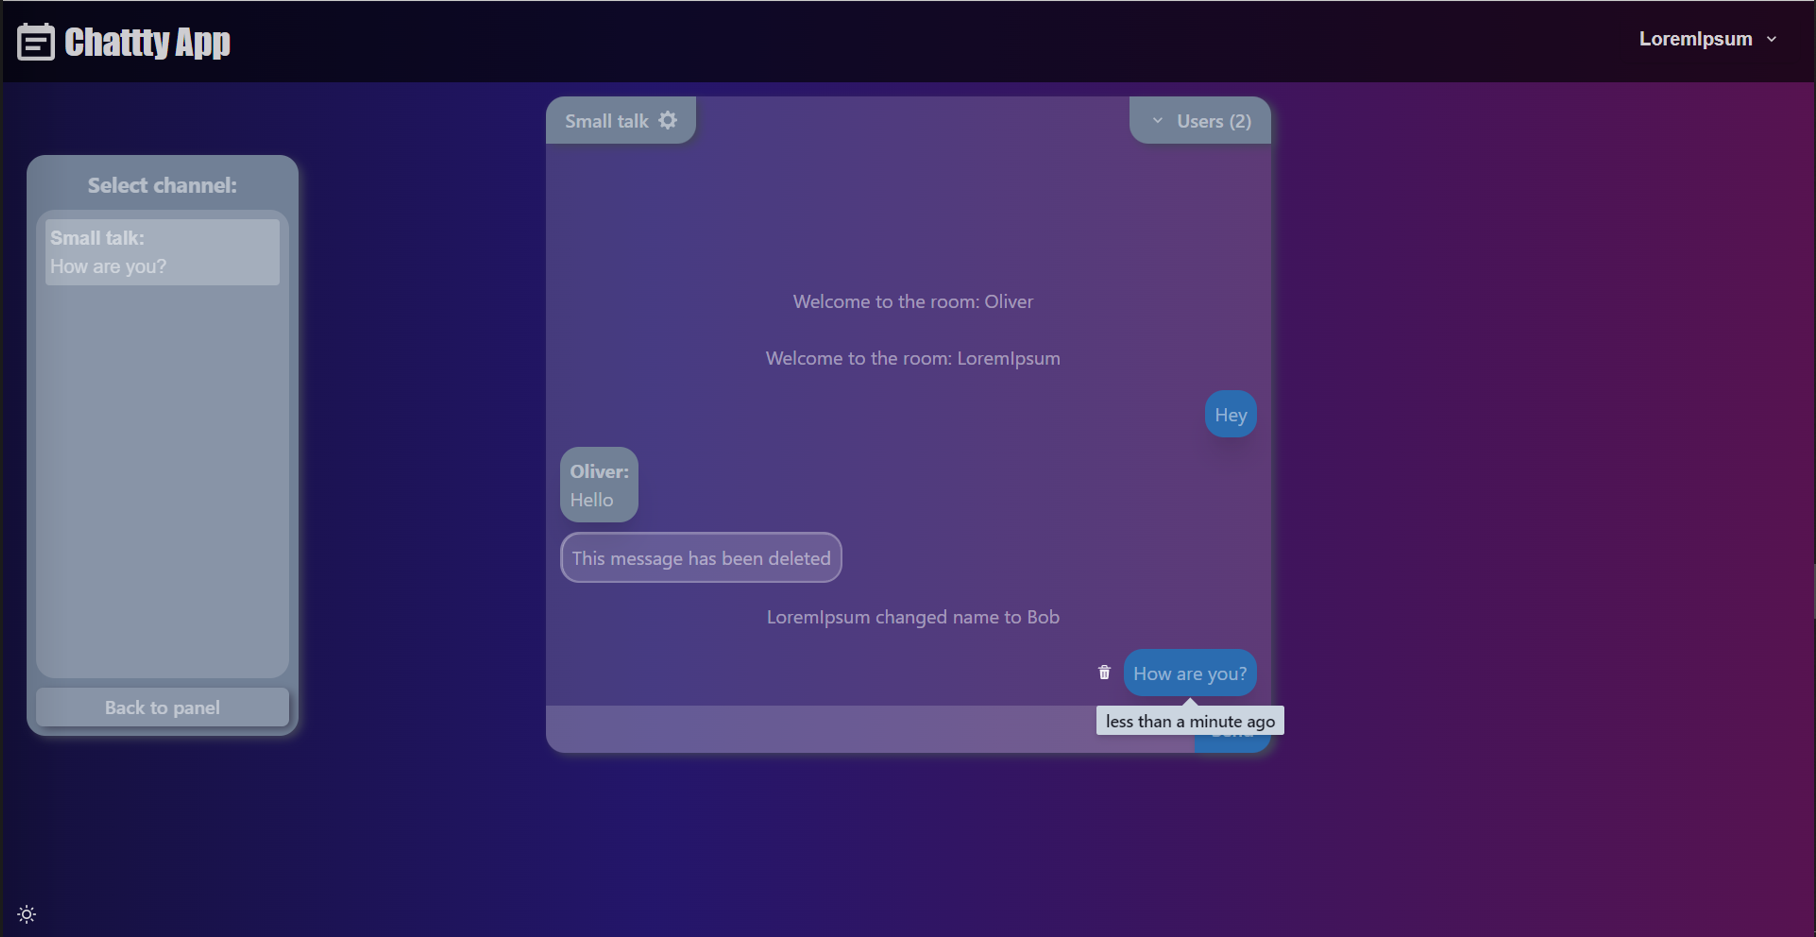 Chattty App
LoremIpsum
Small talk
Users (2)
Select channel:
Small talk:
How are you?
Back to panel
Welcome to the room: Oliver
Welcome to the room: LoremIpsum
Hey
Oliver:
Hello
This message has been deleted
LoremIpsum changed name to Bob
How are you?
less than a minute ago